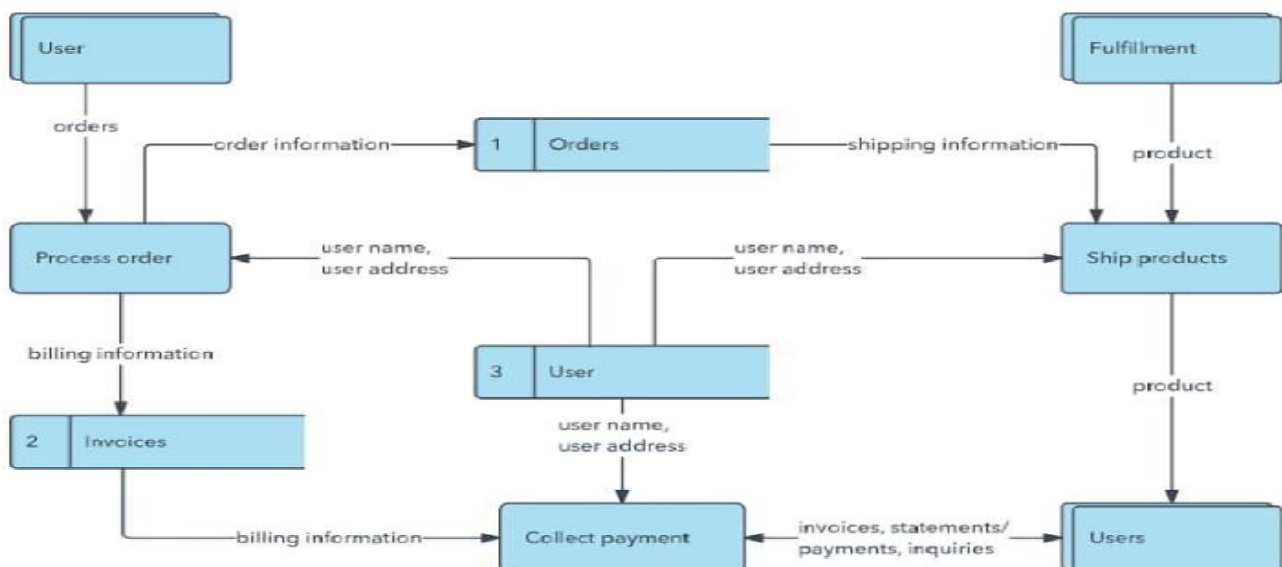 User
Fulfillment
orders
order information
1 Orders
shipping information
product
Process order
user name,
user address
user name,
user address
Ship products
billing information
3 User
product
2 Invoices
user name,
user address
billing information
Collect payment
invoices, statements/
payments, inquiries
Users